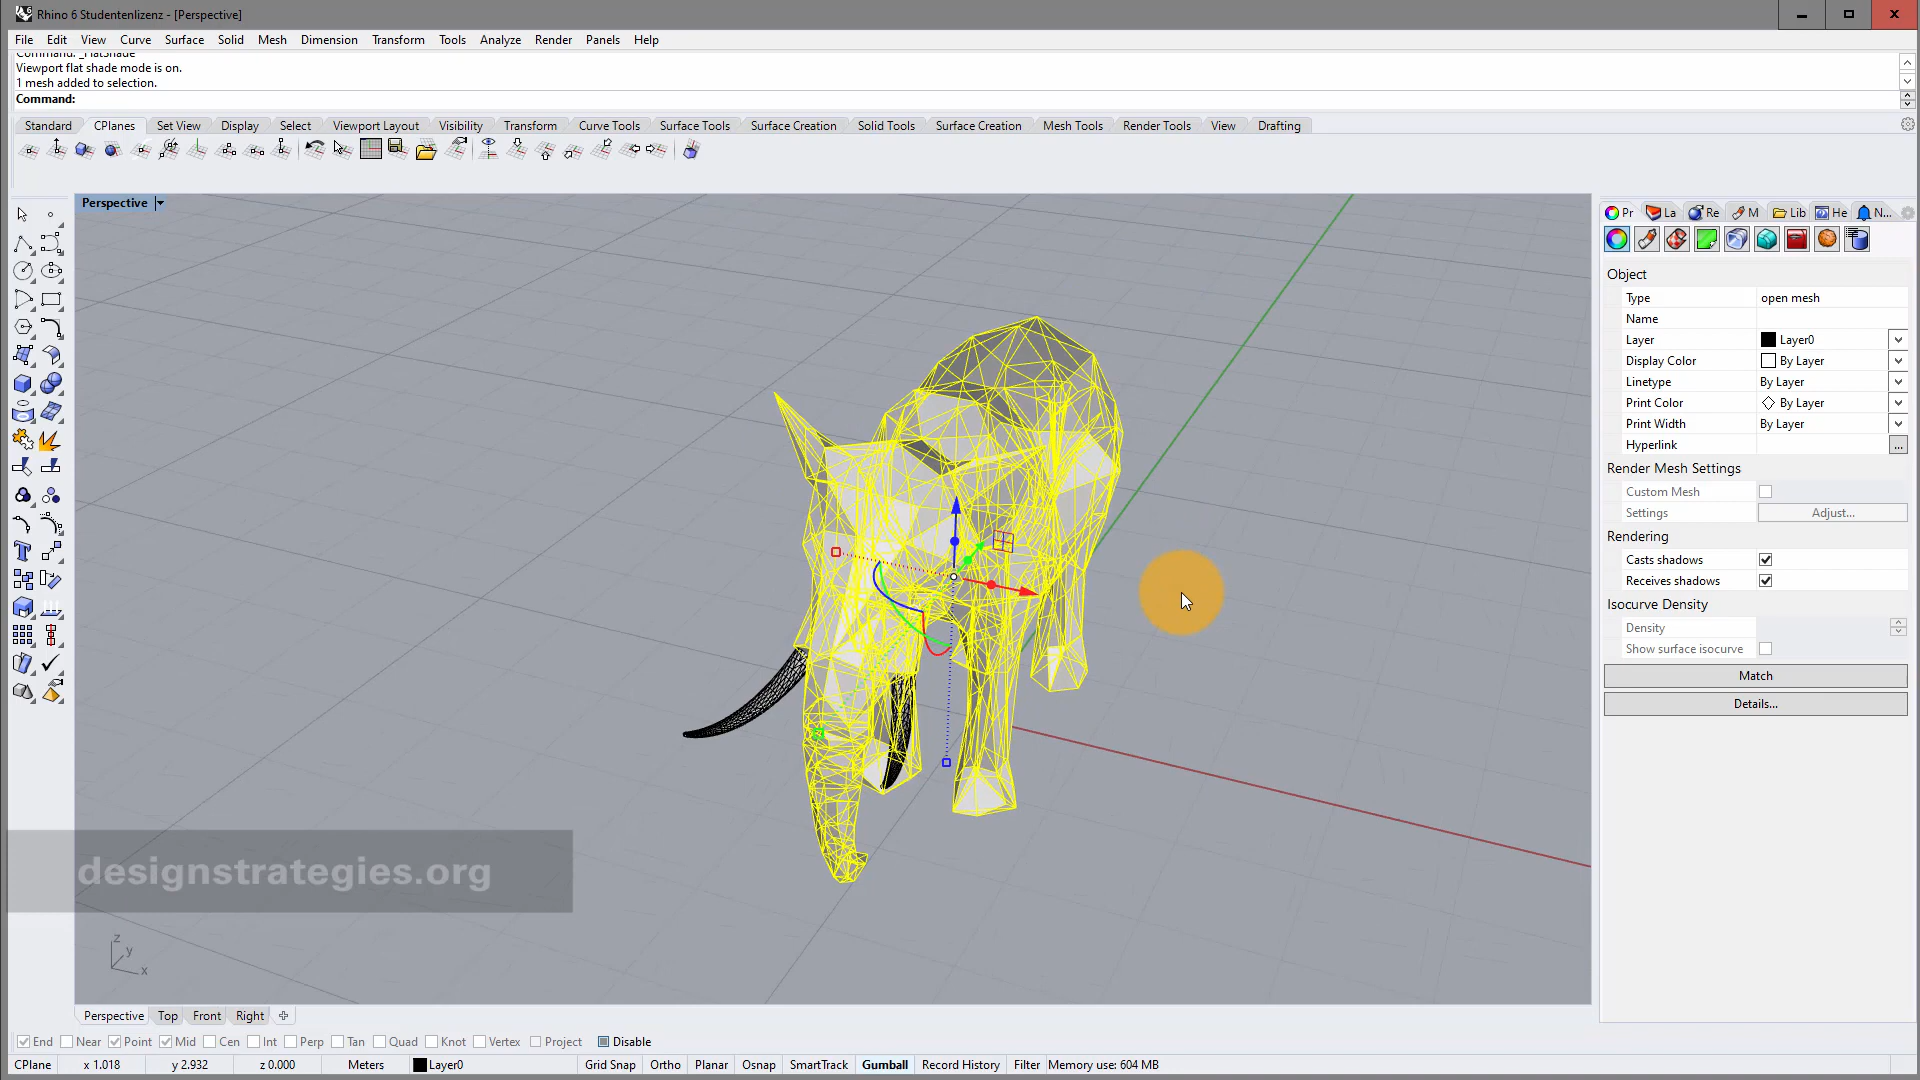 Rhino 6 Studentenlizenz - [Perspective]
File Edit View Curve Surface Solid Mesh Dimension Transform Tools Analyze Render Panels Help
Command: _FlatShade
Viewport flat shade mode is on.
1 mesh added to selection.
Command:
Standard CPlanes Set View Display Select Viewport Layout Visibility Transform Curve Tools Surface Tools Surface Creation Solid Tools Surface Creation Mesh Tools Render Tools View Drafting
Perspective
Pr La Re M Lib He N...
Object
Type open mesh
Name
Layer Layer0
Display Color By Layer
Linetype By Layer
Print Color By Layer
Print Width By Layer
Hyperlink ...
Render Mesh Settings
Custom Mesh
Settings Adjust...
Rendering
Casts shadows
Receives shadows
Isocurve Density
Density
Show surface isocurve
Match
Details...
designstrategies.org
z
y
x
Perspective Top Front Right
End Near Point Mid Cen Int Perp Tan Quad Knot Vertex Project Disable
CPlane x 1.018 y 2.932 z 0.000 Meters Layer0 Grid Snap Ortho Planar Osnap SmartTrack Gumball Record History Filter Memory use: 604 MB